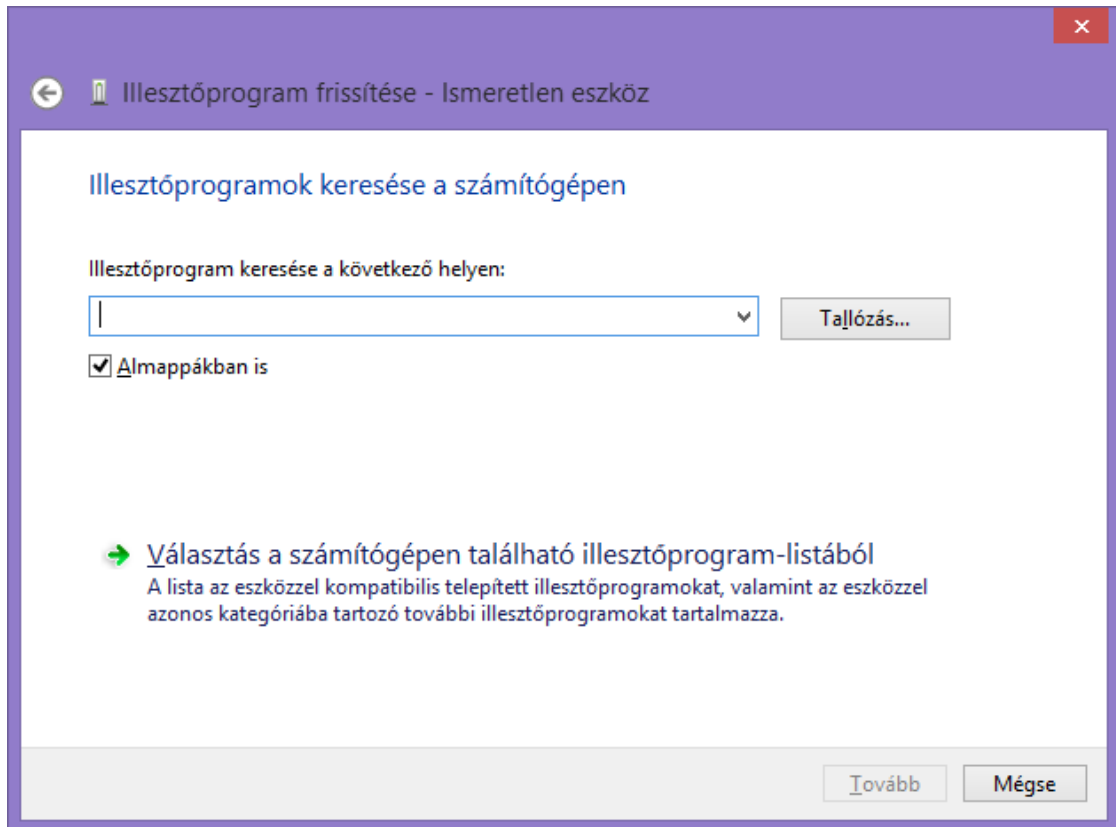 Illesztőprogram frissítése - Ismeretlen eszköz
Illesztőprogramok keresése a számítógépen
Illesztőprogram keresése a következő helyen:
Tallózás...
Almappákban is
Választás a számítógépen található illesztőprogram-listából
A lista az eszközzel kompatibilis telepített illesztőprogramokat, valamint az eszközzel
azonos kategóriába tartozó további illesztőprogramokat tartalmazza.
Tovább
Mégse